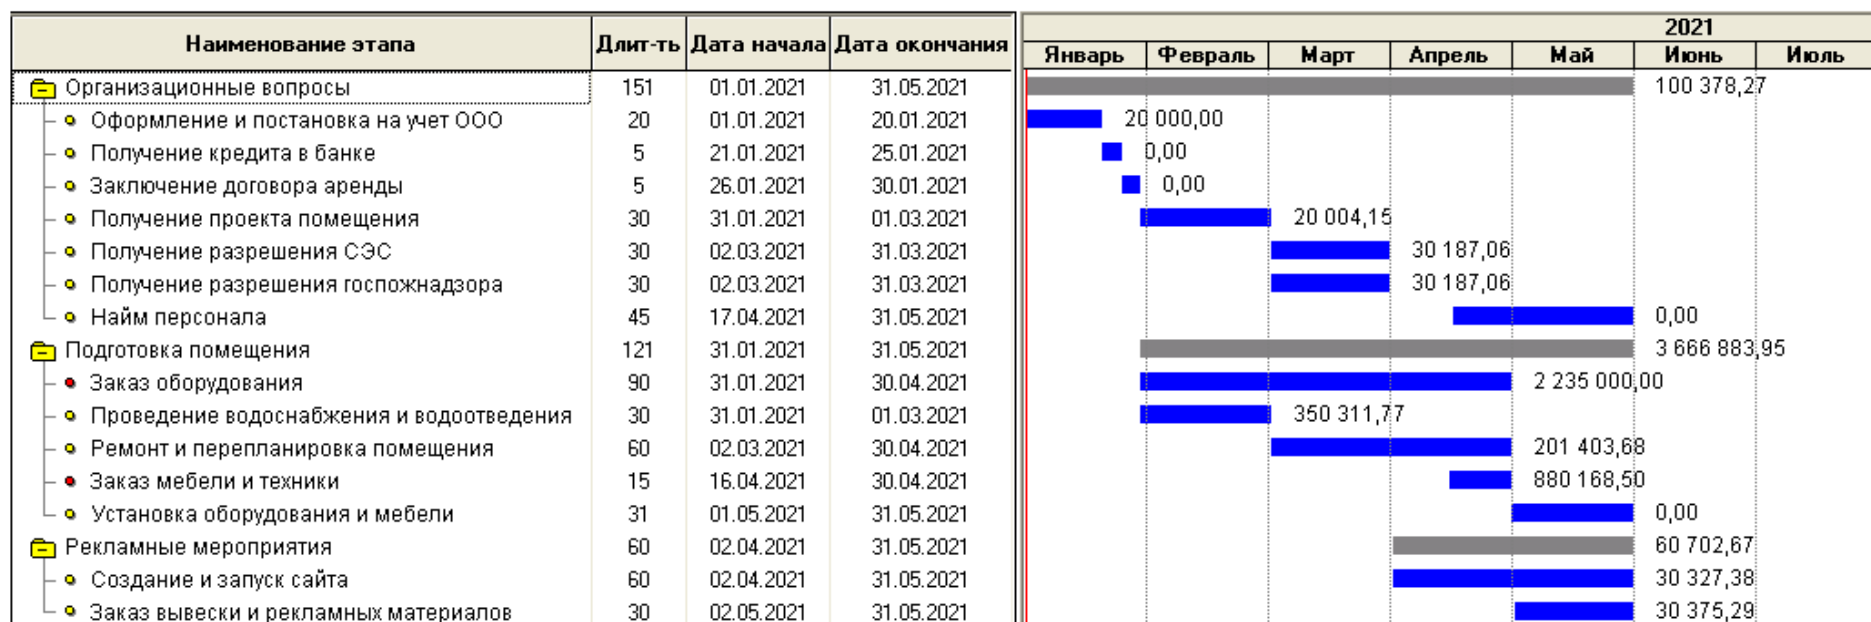 Наименование этапа Длит-ть Дата начала Дата окончания 2021
Январь Февраль Март Апрель Май Июнь Июль
Организационные вопросы 151 01.01.2021 31.05.2021 100 378,27
Оформление и постановка на учет ООО 20 01.01.2021 20.01.2021 20 000,00
Получение кредита в банке 5 21.01.2021 25.01.2021 0,00
Заключение договора аренды 5 26.01.2021 30.01.2021 0,00
Получение проекта помещения 30 31.01.2021 01.03.2021 20 004,15
Получение разрешения СЭС 30 02.03.2021 31.03.2021 30 187,06
Получение разрешения госпожнадзора 30 02.03.2021 31.03.2021 30 187,06
Найм персонала 45 17.04.2021 31.05.2021 0,00
Подготовка помещения 121 31.01.2021 31.05.2021 3 666 883,95
Заказ оборудования 90 31.01.2021 30.04.2021 2 235 000,00
Проведение водоснабжения и водоотведения 30 31.01.2021 01.03.2021 350 311,77
Ремонт и перепланировка помещения 60 02.03.2021 30.04.2021 201 403,68
Заказ мебели и техники 15 16.04.2021 30.04.2021 880 168,50
Установка оборудования и мебели 31 01.05.2021 31.05.2021 0,00
Рекламные мероприятия 60 02.04.2021 31.05.2021 60 702,67
Создание и запуск сайта 60 02.04.2021 31.05.2021 30 327,38
Заказ вывески и рекламных материалов 30 02.05.2021 31.05.2021 30 375,29